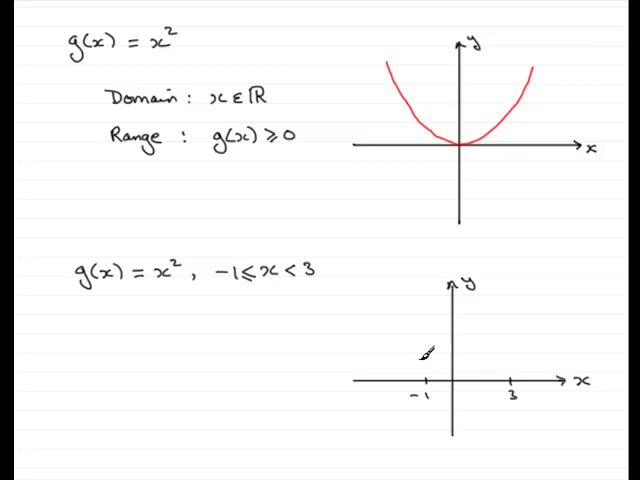 g(x) = x²
y
Domain : x ∈ ℝ
Range : g(x) ⩾ 0
x
g(x) = x² , -1 ⩽ x < 3
y
x
-1 3